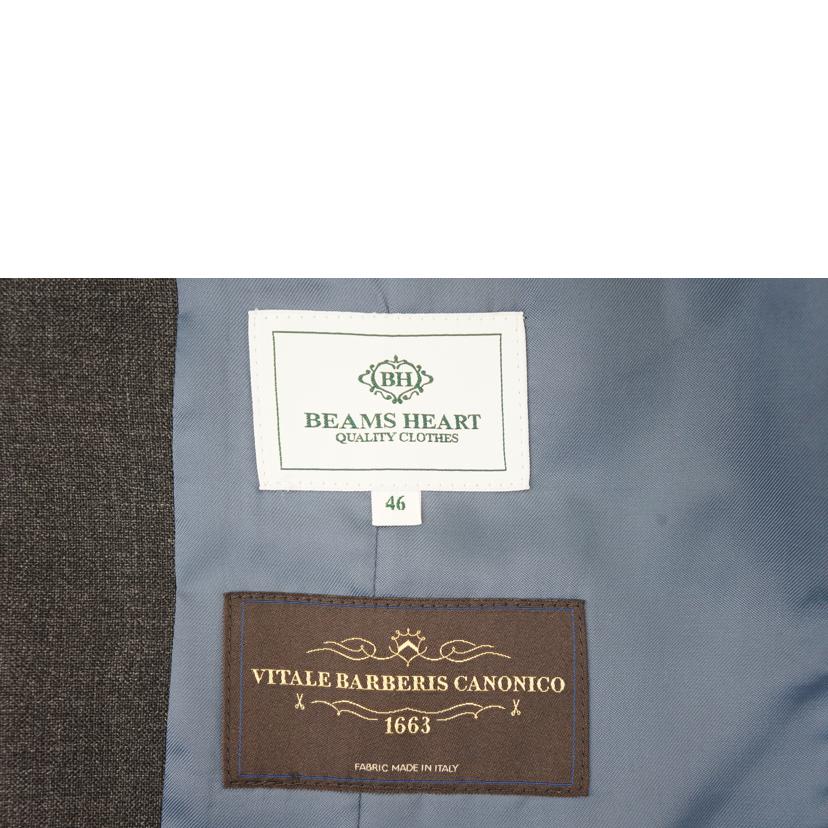 BH
BEAMS HEART
QUALITY CLOTHES
46
VITALE BARBERIS CANONICO
1663
FABRIC MADE IN ITALY